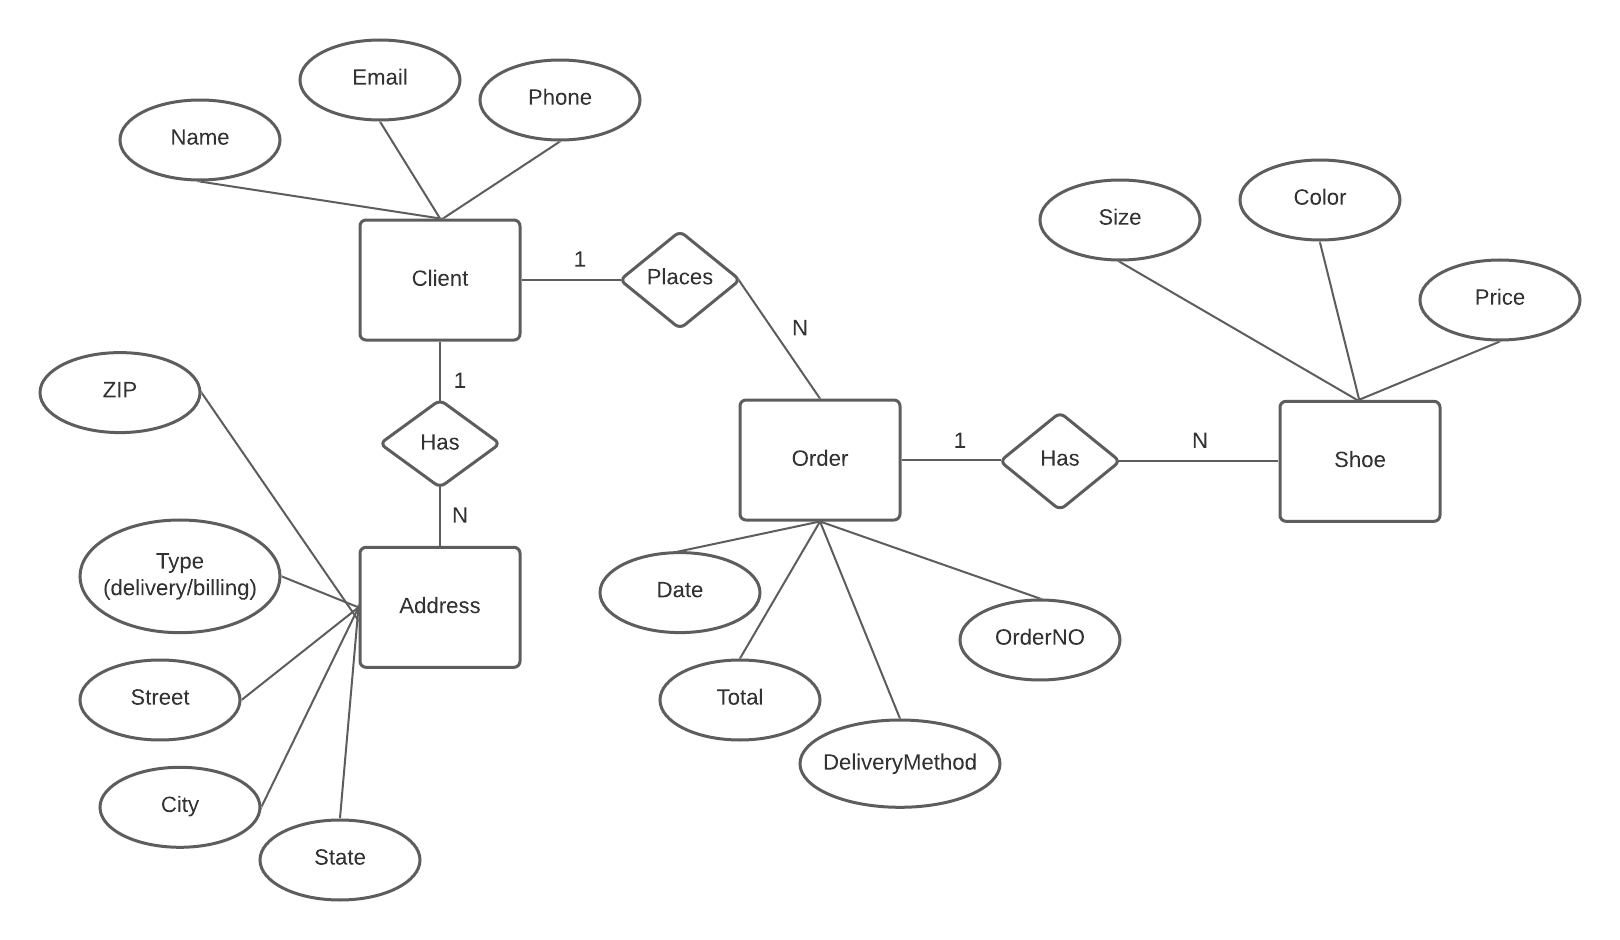 Email
Phone
Name
Color
Size
1
Places
Client
Price
N
1
ZIP
Has
1
N
Order
Has
Shoe
N
Type
(delivery/billing)
Address
Date
OrderNO
Street
Total
DeliveryMethod
City
State